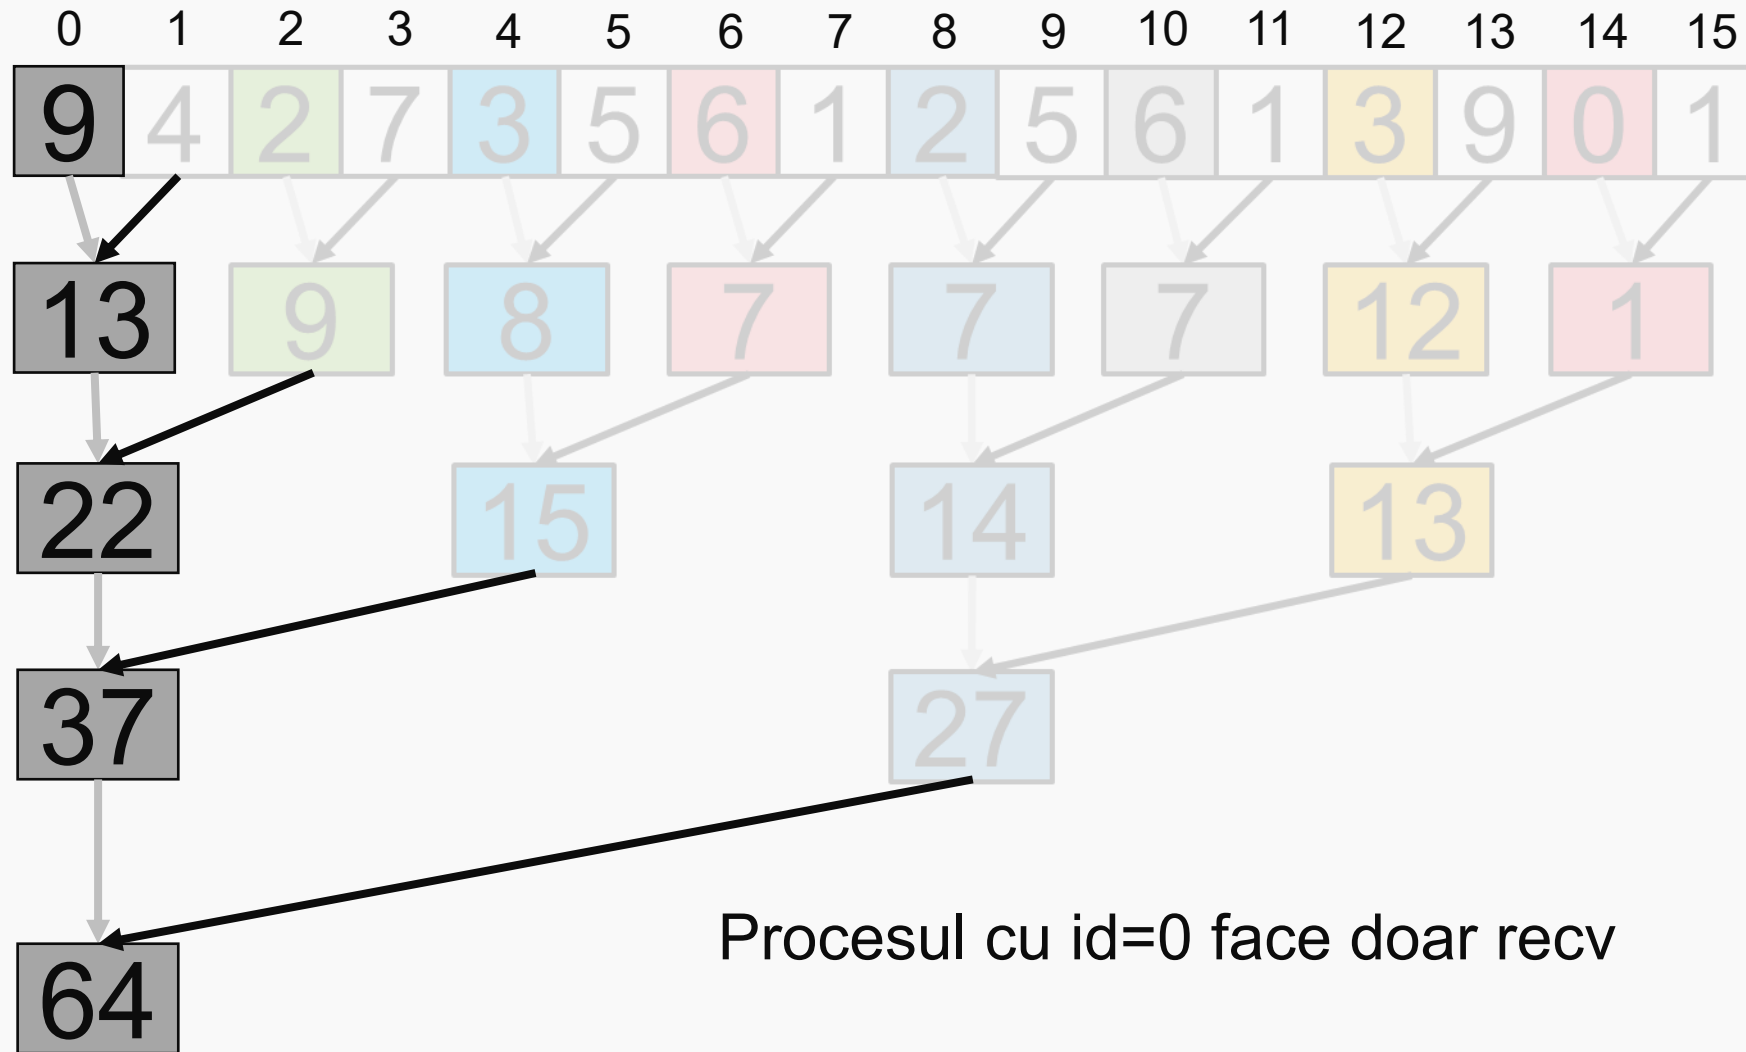 0 1 2 3 4 5 6 7 8 9 10 11 12 13 14 15
9 4 2 7 3 5 6 1 2 5 6 1 3 9 0 1
13 9 8 7 7 7 12 1
22 15 14 13
37 27
Procesul cu id=0 face doar recv
64